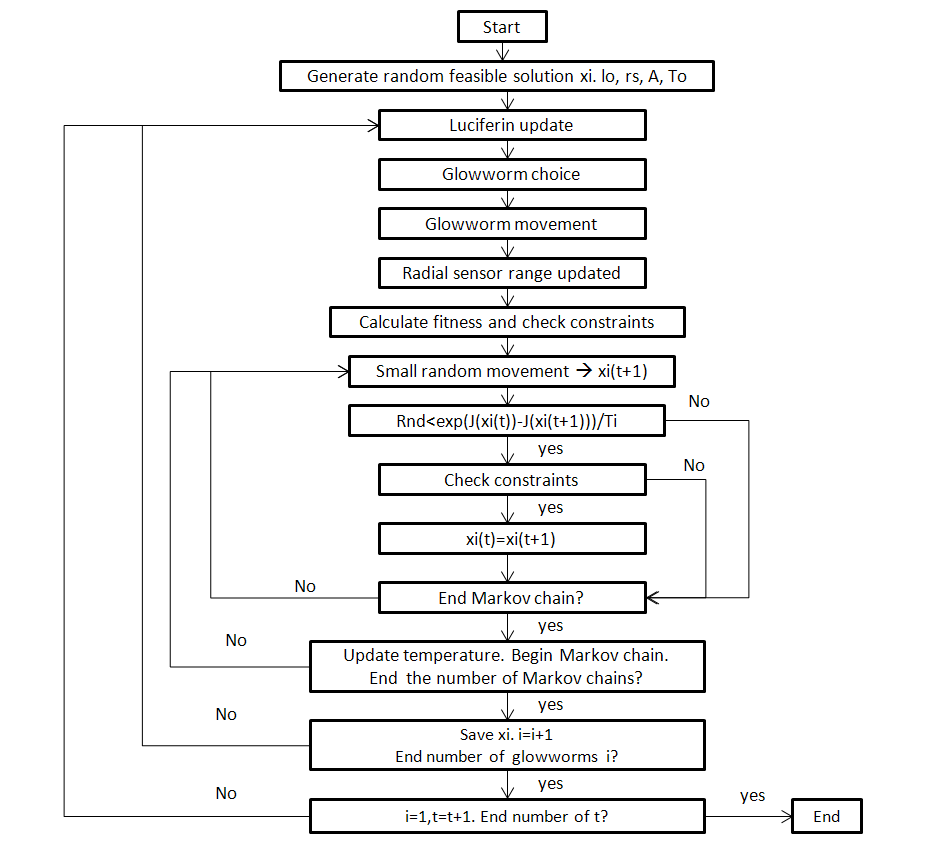 Start
Generate random feasible solution xi. lo, rs, A, To
Luciferin update
Glowworm choice
Glowworm movement
Radial sensor range updated
Calculate fitness and check constraints
Small random movement → xi(t+1)
No
Rnd<exp(J(xi(t))-J(xi(t+1)))/Ti
yes
No
Check constraints
yes
xi(t)=xi(t+1)
No
End Markov chain?
yes
No
Update temperature. Begin Markov chain.
End the number of Markov chains?
yes
No
Save xi. i=i+1
End number of glowworms i?
yes
No
yes
i=1,t=t+1. End number of t?
End